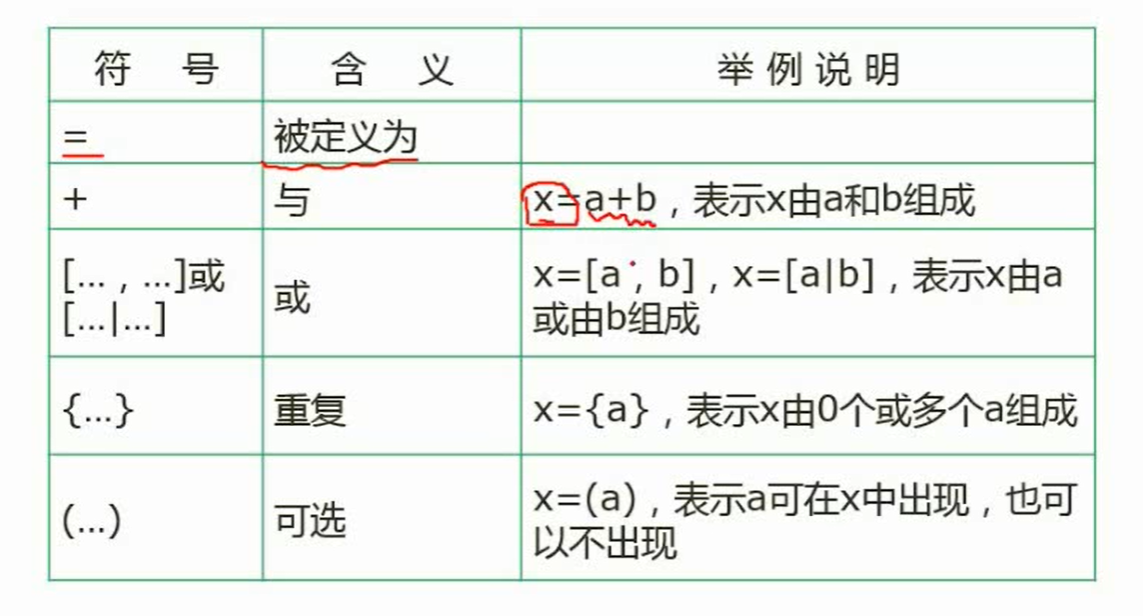 符 号 含 义 举 例 说 明
= 被定义为
+ 与 x=a+b，表示x由a和b组成
[...，...]或
[...|...]
或
x=[a , b]，x=[a|b]，表示x由a
或由b组成
{...} 重复 x={a}，表示x由0个或多个a组成
(...) 可选
x=(a)，表示a可在x中出现，也可
以不出现